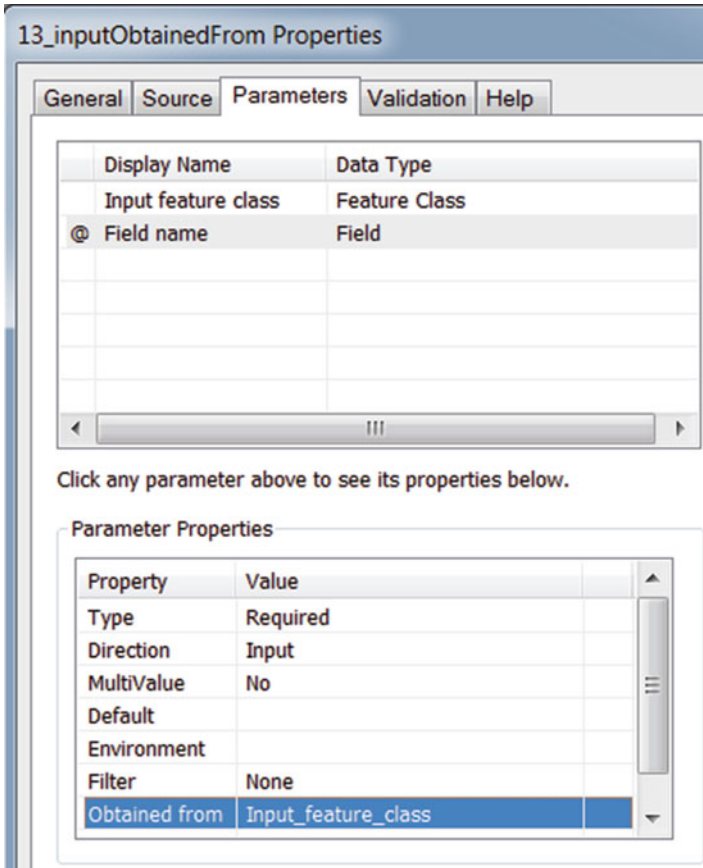 13_inputObtainedFrom Properties
General Source Parameters Validation Help
Display Name Data Type
Input feature class Feature Class
@ Field name Field
Click any parameter above to see its properties below.
Parameter Properties
Property Value
Type Required
Direction Input
MultiValue No
Default
Environment
Filter None
Obtained from Input_feature_class